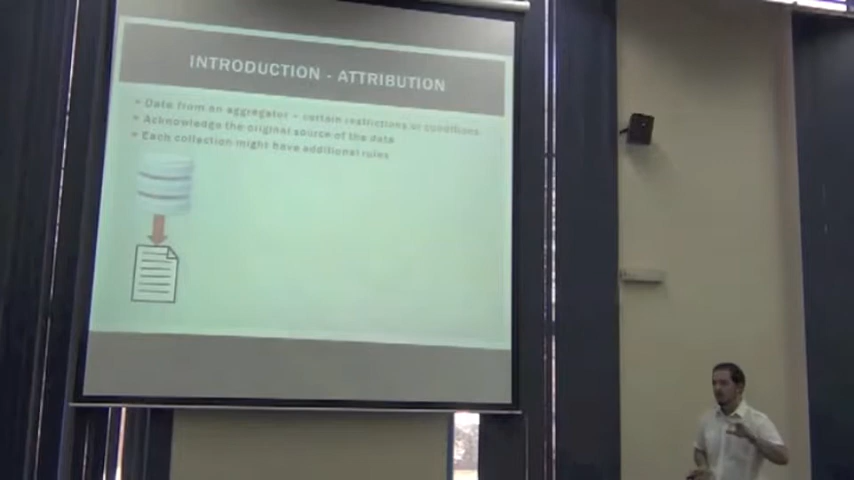 INTRODUCTION - ATTRIBUTION
Data from an aggregator – certain restrictions or conditions
Acknowledge the original source of the data
Each collection might have additional rules